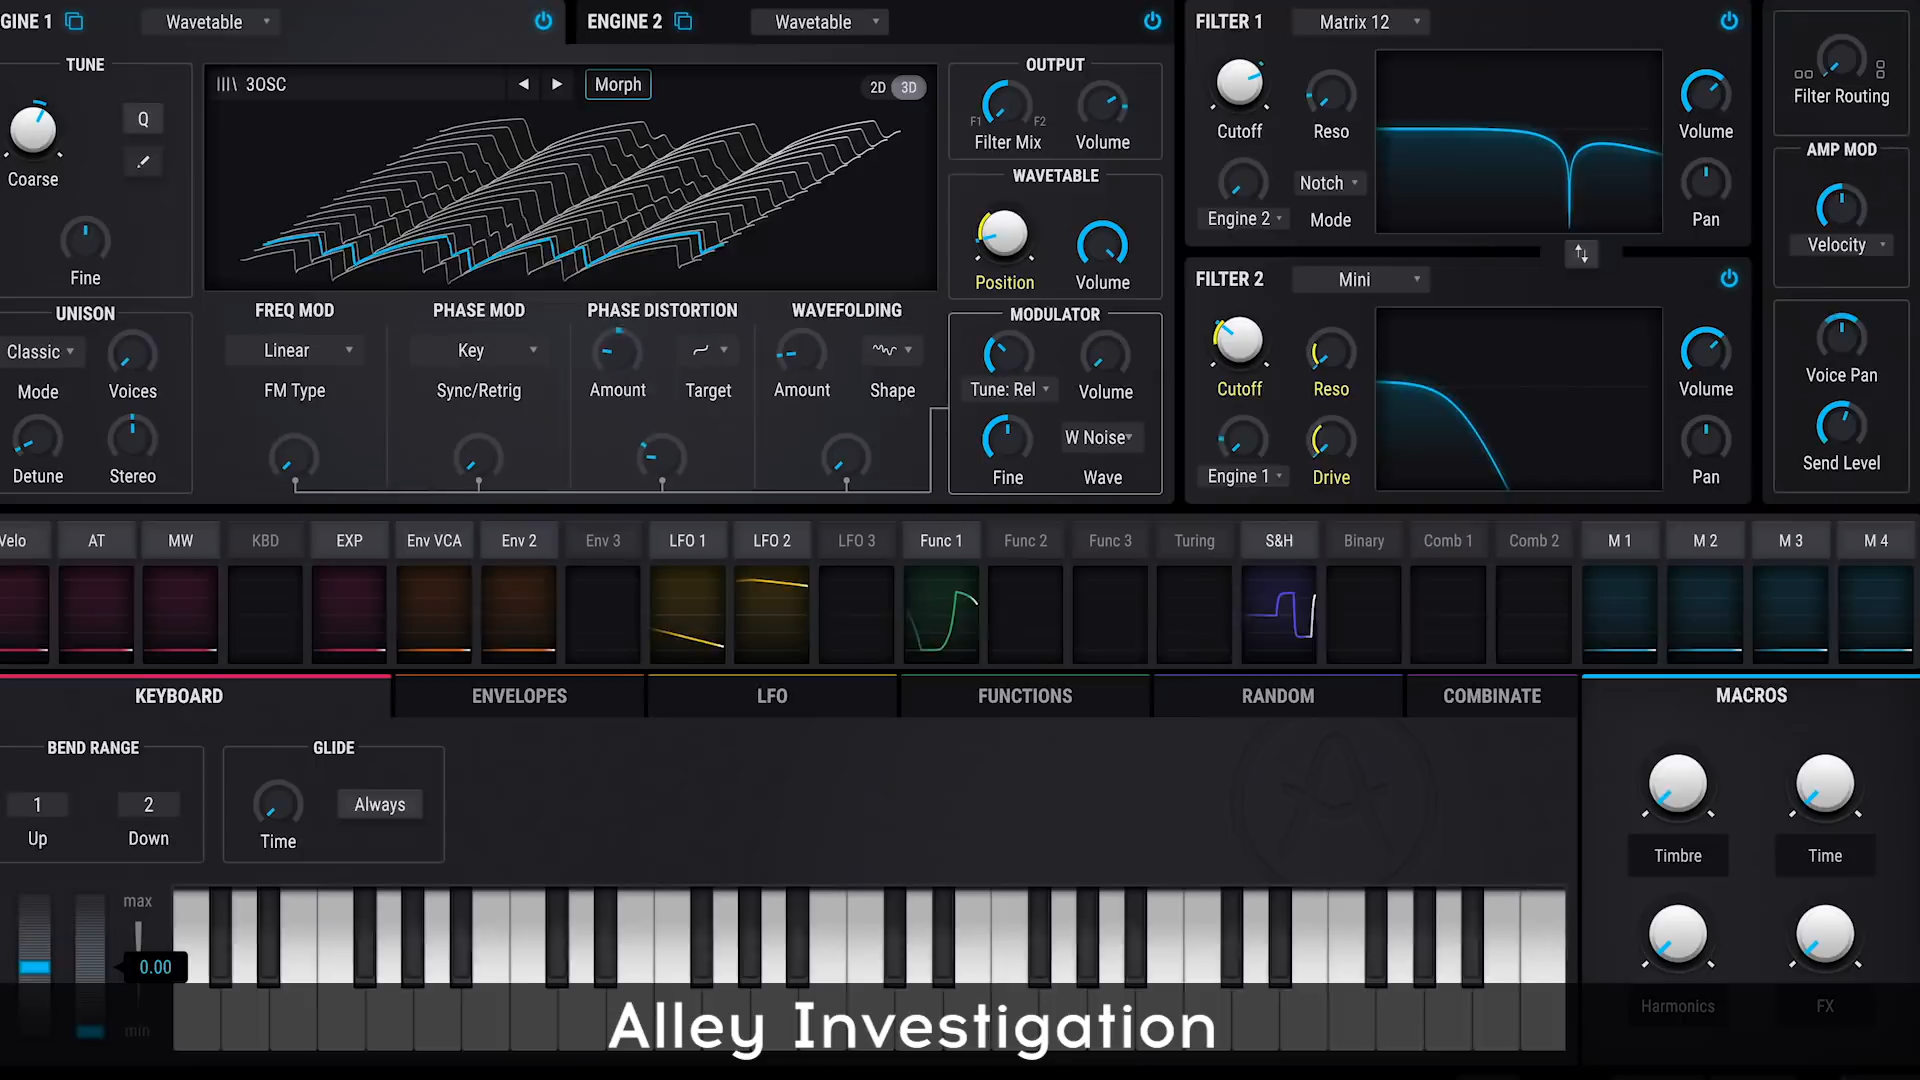 GINE 1
Wavetable
ENGINE 2
Wavetable
FILTER 1
Matrix 12
TUNE
Q
Coarse
Fine
3OSC
Morph
2D
3D
OUTPUT
F1
F2
Filter Mix
Volume
WAVETABLE
Position
Volume
Cutoff
Reso
Engine 2
Notch
Mode
Volume
Pan
Filter Routing
AMP MOD
Velocity
FILTER 2
Mini
UNISON
Classic
Mode
Voices
Detune
Stereo
FREQ MOD
Linear
FM Type
PHASE MOD
Key
Sync/Retrig
PHASE DISTORTION
Amount
Target
WAVEFOLDING
Amount
Shape
MODULATOR
Tune: Rel
Volume
W Noise
Fine
Wave
Cutoff
Reso
Engine 1
Drive
Volume
Pan
Voice Pan
Send Level
Velo
AT
MW
KBD
EXP
Env VCA
Env 2
Env 3
LFO 1
LFO 2
LFO 3
Func 1
Func 2
Func 3
Turing
S&H
Binary
Comb 1
Comb 2
M 1
M 2
M 3
M 4
KEYBOARD
ENVELOPES
LFO
FUNCTIONS
RANDOM
COMBINATE
MACROS
BEND RANGE
1
2
Up
Down
GLIDE
Always
Time
Timbre
Time
max
0.00
min
Harmonics
FX
Alley Investigation